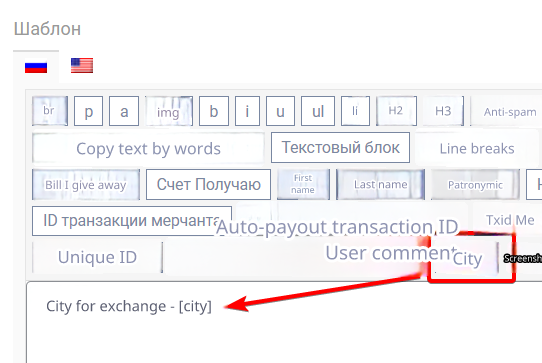 Шаблон
br p a img b i u ul li H2 H3 Anti-spam
Copy text by words Текстовый блок Line breaks
Bill I give away Счет Получаю First name Last name Patronymic
ID транзакции мерчанта Auto-payout transaction ID Txid Me
User comment
Unique ID City Screensh
City for exchange - [city]